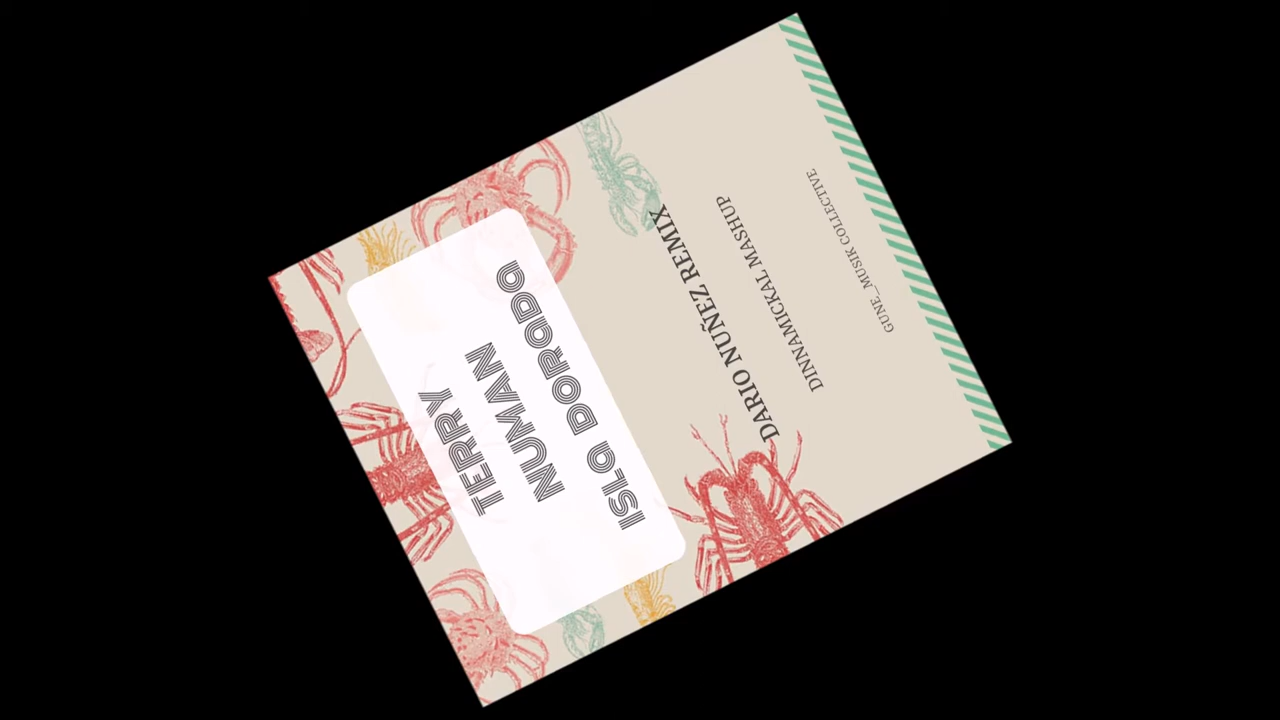 TERRY
NUMAN
ISLA DORADA
DARIO NUÑEZ REMIX
DINNAMICKAL MASHUP
GUNE_MUSIK COLLECTIVE